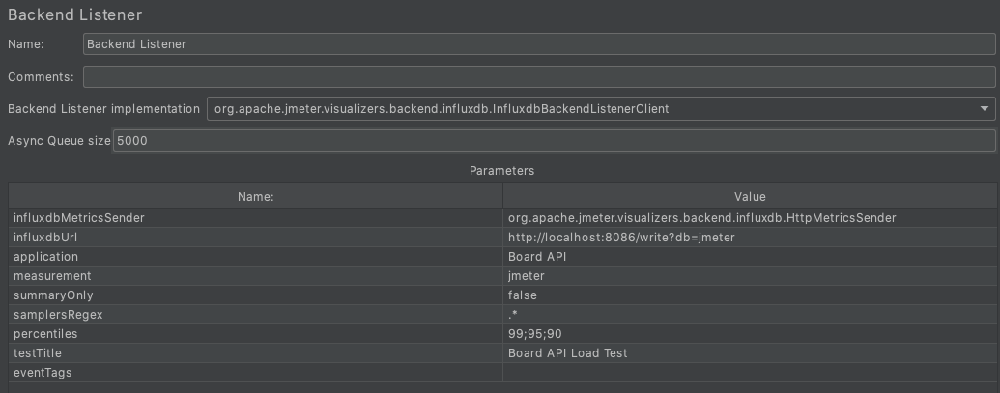 Backend Listener
Name: Backend Listener
Comments:
Backend Listener implementation org.apache.jmeter.visualizers.backend.influxdb.InfluxdbBackendListenerClient
Async Queue size 5000
Parameters
Name: Value
influxdbMetricsSender org.apache.jmeter.visualizers.backend.influxdb.HttpMetricsSender
influxdbUrl http://localhost:8086/write?db=jmeter
application Board API
measurement jmeter
summaryOnly false
samplersRegex .*
percentiles 99;95;90
testTitle Board API Load Test
eventTags